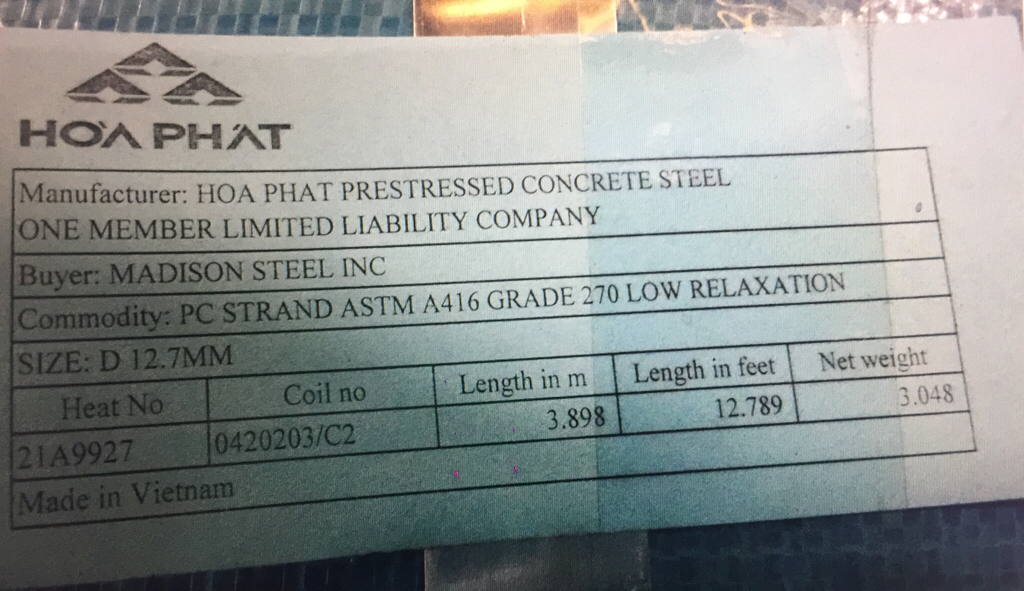 HOÀ PHÁT
Manufacturer: HOA PHAT PRESTRESSED CONCRETE STEEL
ONE MEMBER LIMITED LIABILITY COMPANY
Buyer: MADISON STEEL INC
Commodity: PC STRAND ASTM A416 GRADE 270 LOW RELAXATION
SIZE: D 12.7MM
Heat No Coil no Length in m Length in feet Net weight
21A9927 0420203/C2 3.898 12.789 3.048
Made in Vietnam